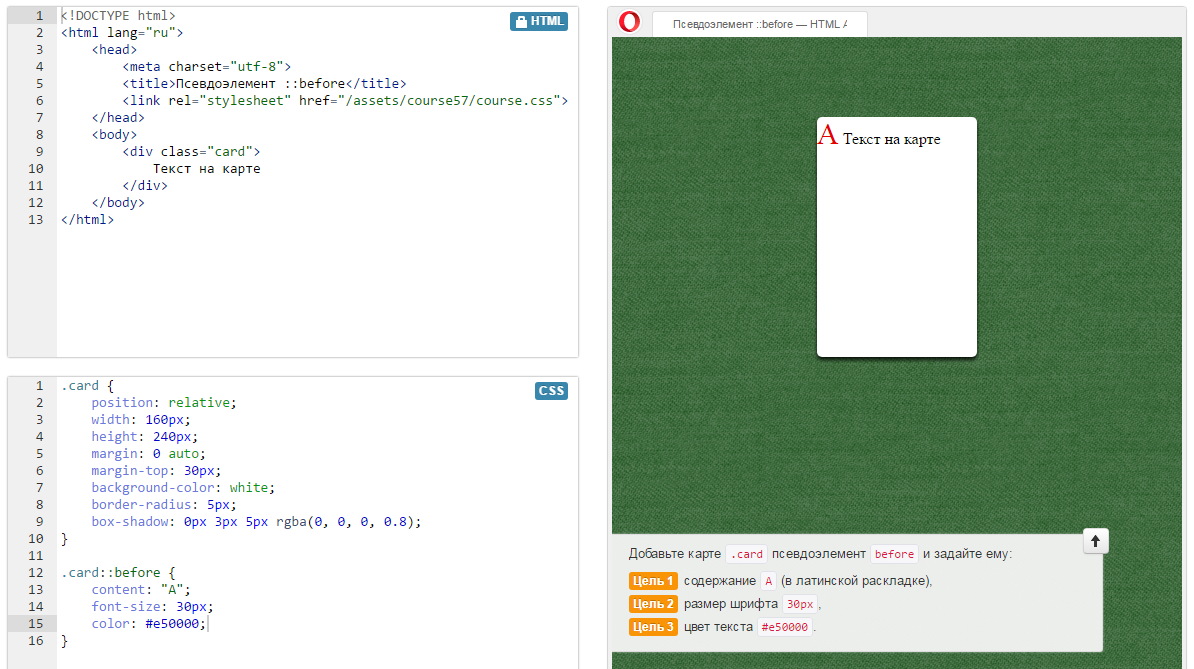 1 <!DOCTYPE html>
HTML
2 <html lang="ru">
3 <head>
4 <meta charset="utf-8">
5 <title>Псевдоэлемент ::before</title>
6 <link rel="stylesheet" href="/assets/course57/course.css">
7 </head>
8 <body>
9 <div class="card">
10 Текст на карте
11 </div>
12 </body>
13 </html>
1 .card {
CSS
2 position: relative;
3 width: 160px;
4 height: 240px;
5 margin: 0 auto;
6 margin-top: 30px;
7 background-color: white;
8 border-radius: 5px;
9 box-shadow: 0px 3px 5px rgba(0, 0, 0, 0.8);
10 }
11
12 .card::before {
13 content: "A";
14 font-size: 30px;
15 color: #e50000;
16 }
Псевдоэлемент ::before — HTML A
A Текст на карте
Добавьте карте .card псевдоэлемент before и задайте ему:
Цель 1 содержание A (в латинской раскладке),
Цель 2 размер шрифта 30px,
Цель 3 цвет текста #e50000.